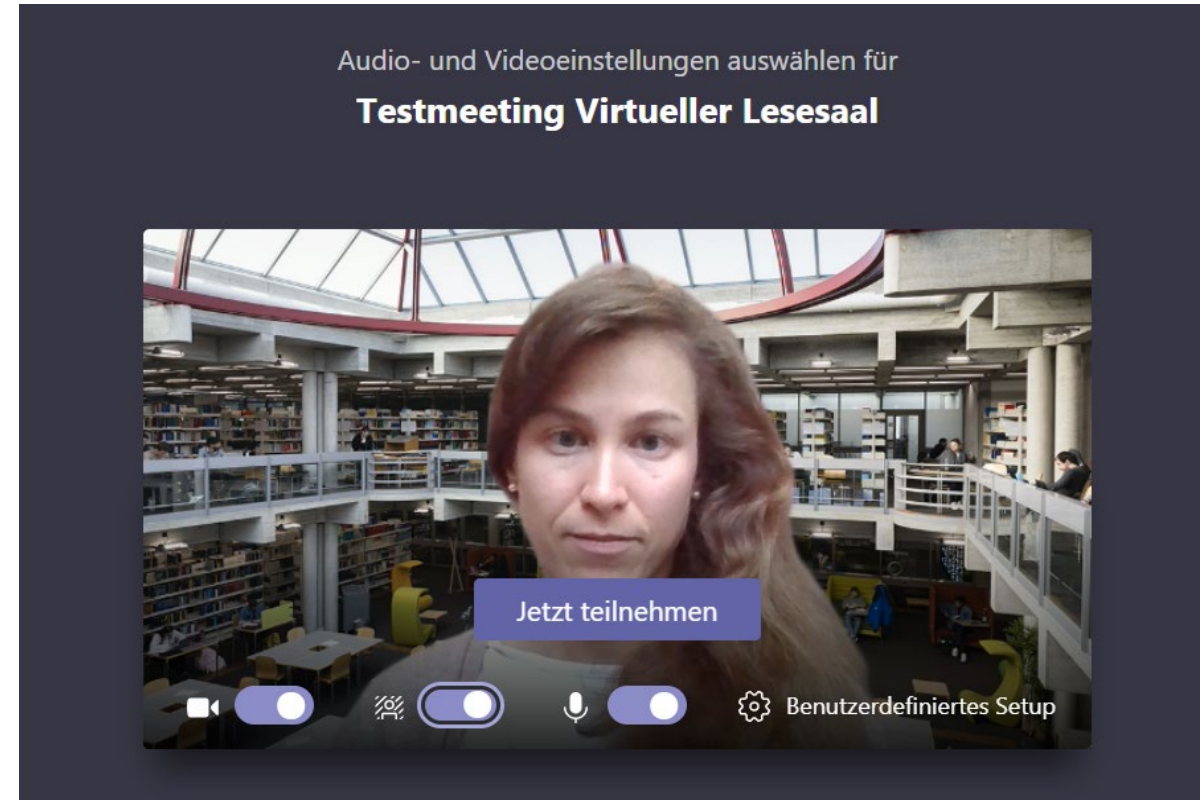 Audio- und Videoeinstellungen auswählen für
Testmeeting Virtueller Lesesaal
Jetzt teilnehmen
Benutzerdefiniertes Setup